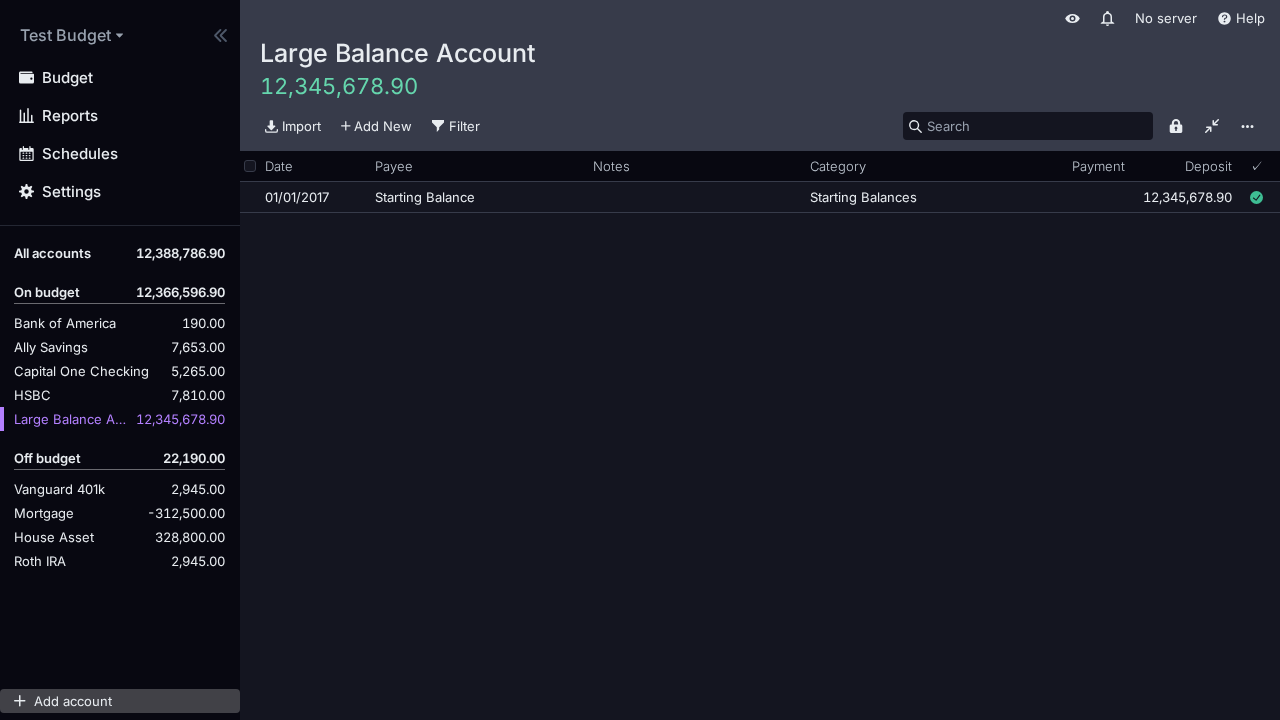 Test Budget
Budget
Reports
Schedules
Settings
All accounts 12,388,786.90
On budget 12,366,596.90
Bank of America 190.00
Ally Savings 7,653.00
Capital One Checking 5,265.00
HSBC 7,810.00
Large Balance A... 12,345,678.90
Off budget 22,190.00
Vanguard 401k 2,945.00
Mortgage -312,500.00
House Asset 328,800.00
Roth IRA 2,945.00
Add account
No server Help
Large Balance Account
12,345,678.90
Import Add New Filter Search
Date Payee Notes Category Payment Deposit ✓
01/01/2017 Starting Balance Starting Balances 12,345,678.90